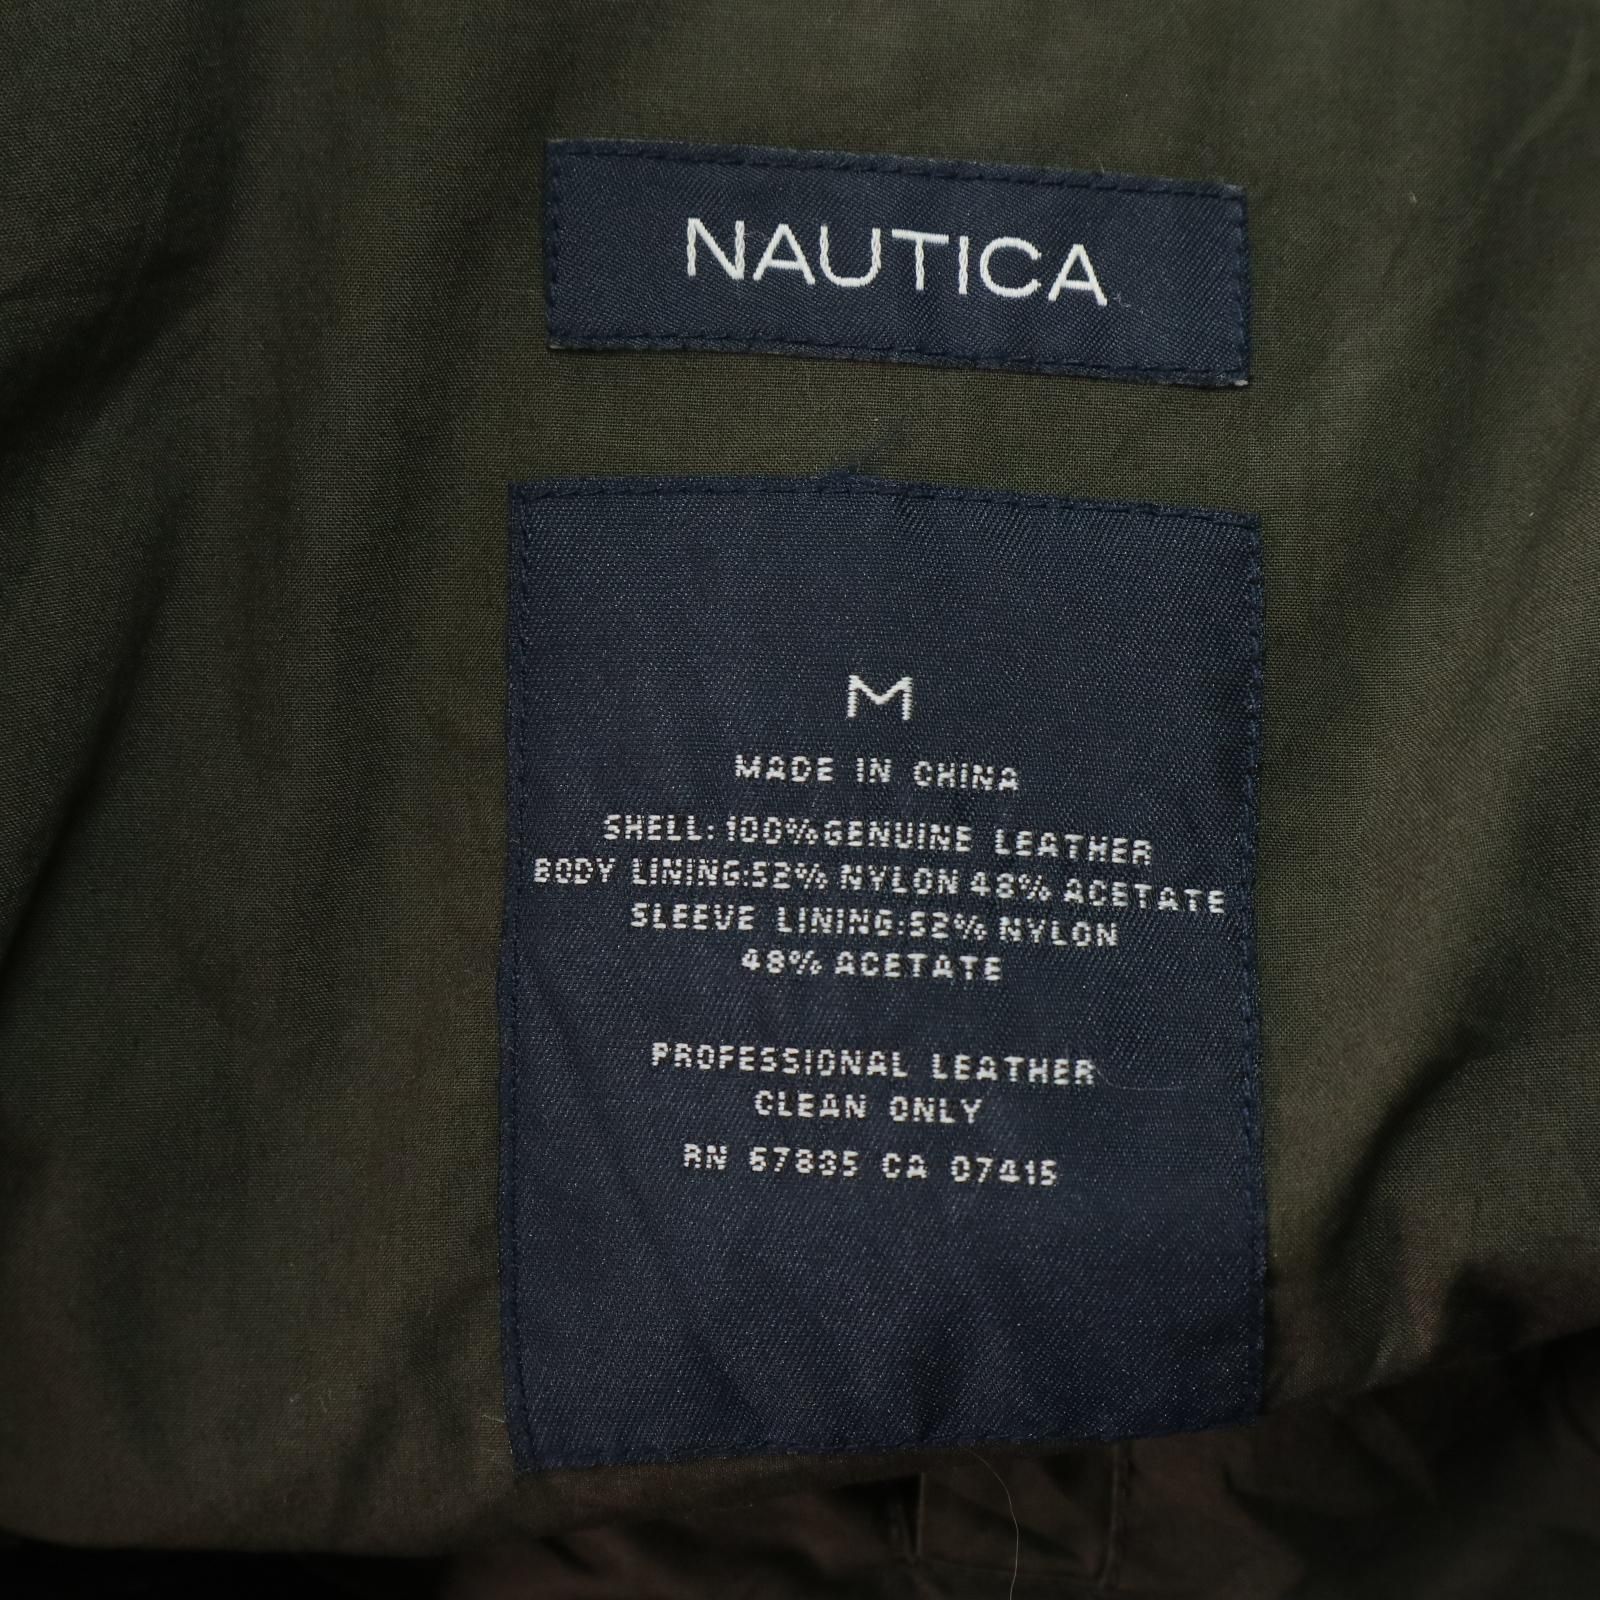 NAUTICA
M
MADE IN CHINA
SHELL: 100% GENUINE LEATHER
BODY LINING:52% NYLON 48% ACETATE
SLEEVE LINING:52% NYLON
48% ACETATE
PROFESSIONAL LEATHER
CLEAN ONLY
RN 67835 CA 07415